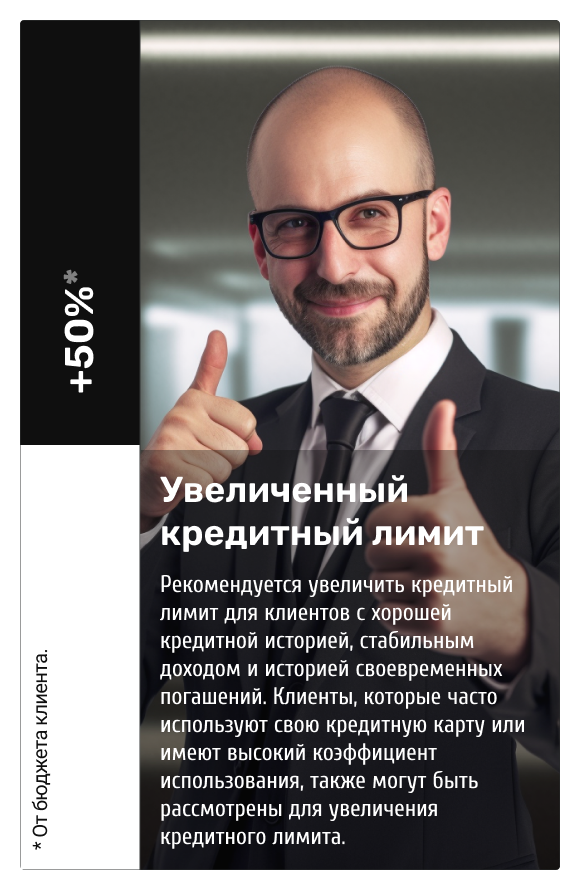 +50%*
* От бюджета клиента.
Увеличенный
кредитный лимит
Рекомендуется увеличить кредитный
лимит для клиентов с хорошей
кредитной историей, стабильным
доходом и историей своевременных
погашений. Клиенты, которые часто
используют свою кредитную карту или
имеют высокий коэффициент
использования, также могут быть
рассмотрены для увеличения
кредитного лимита.